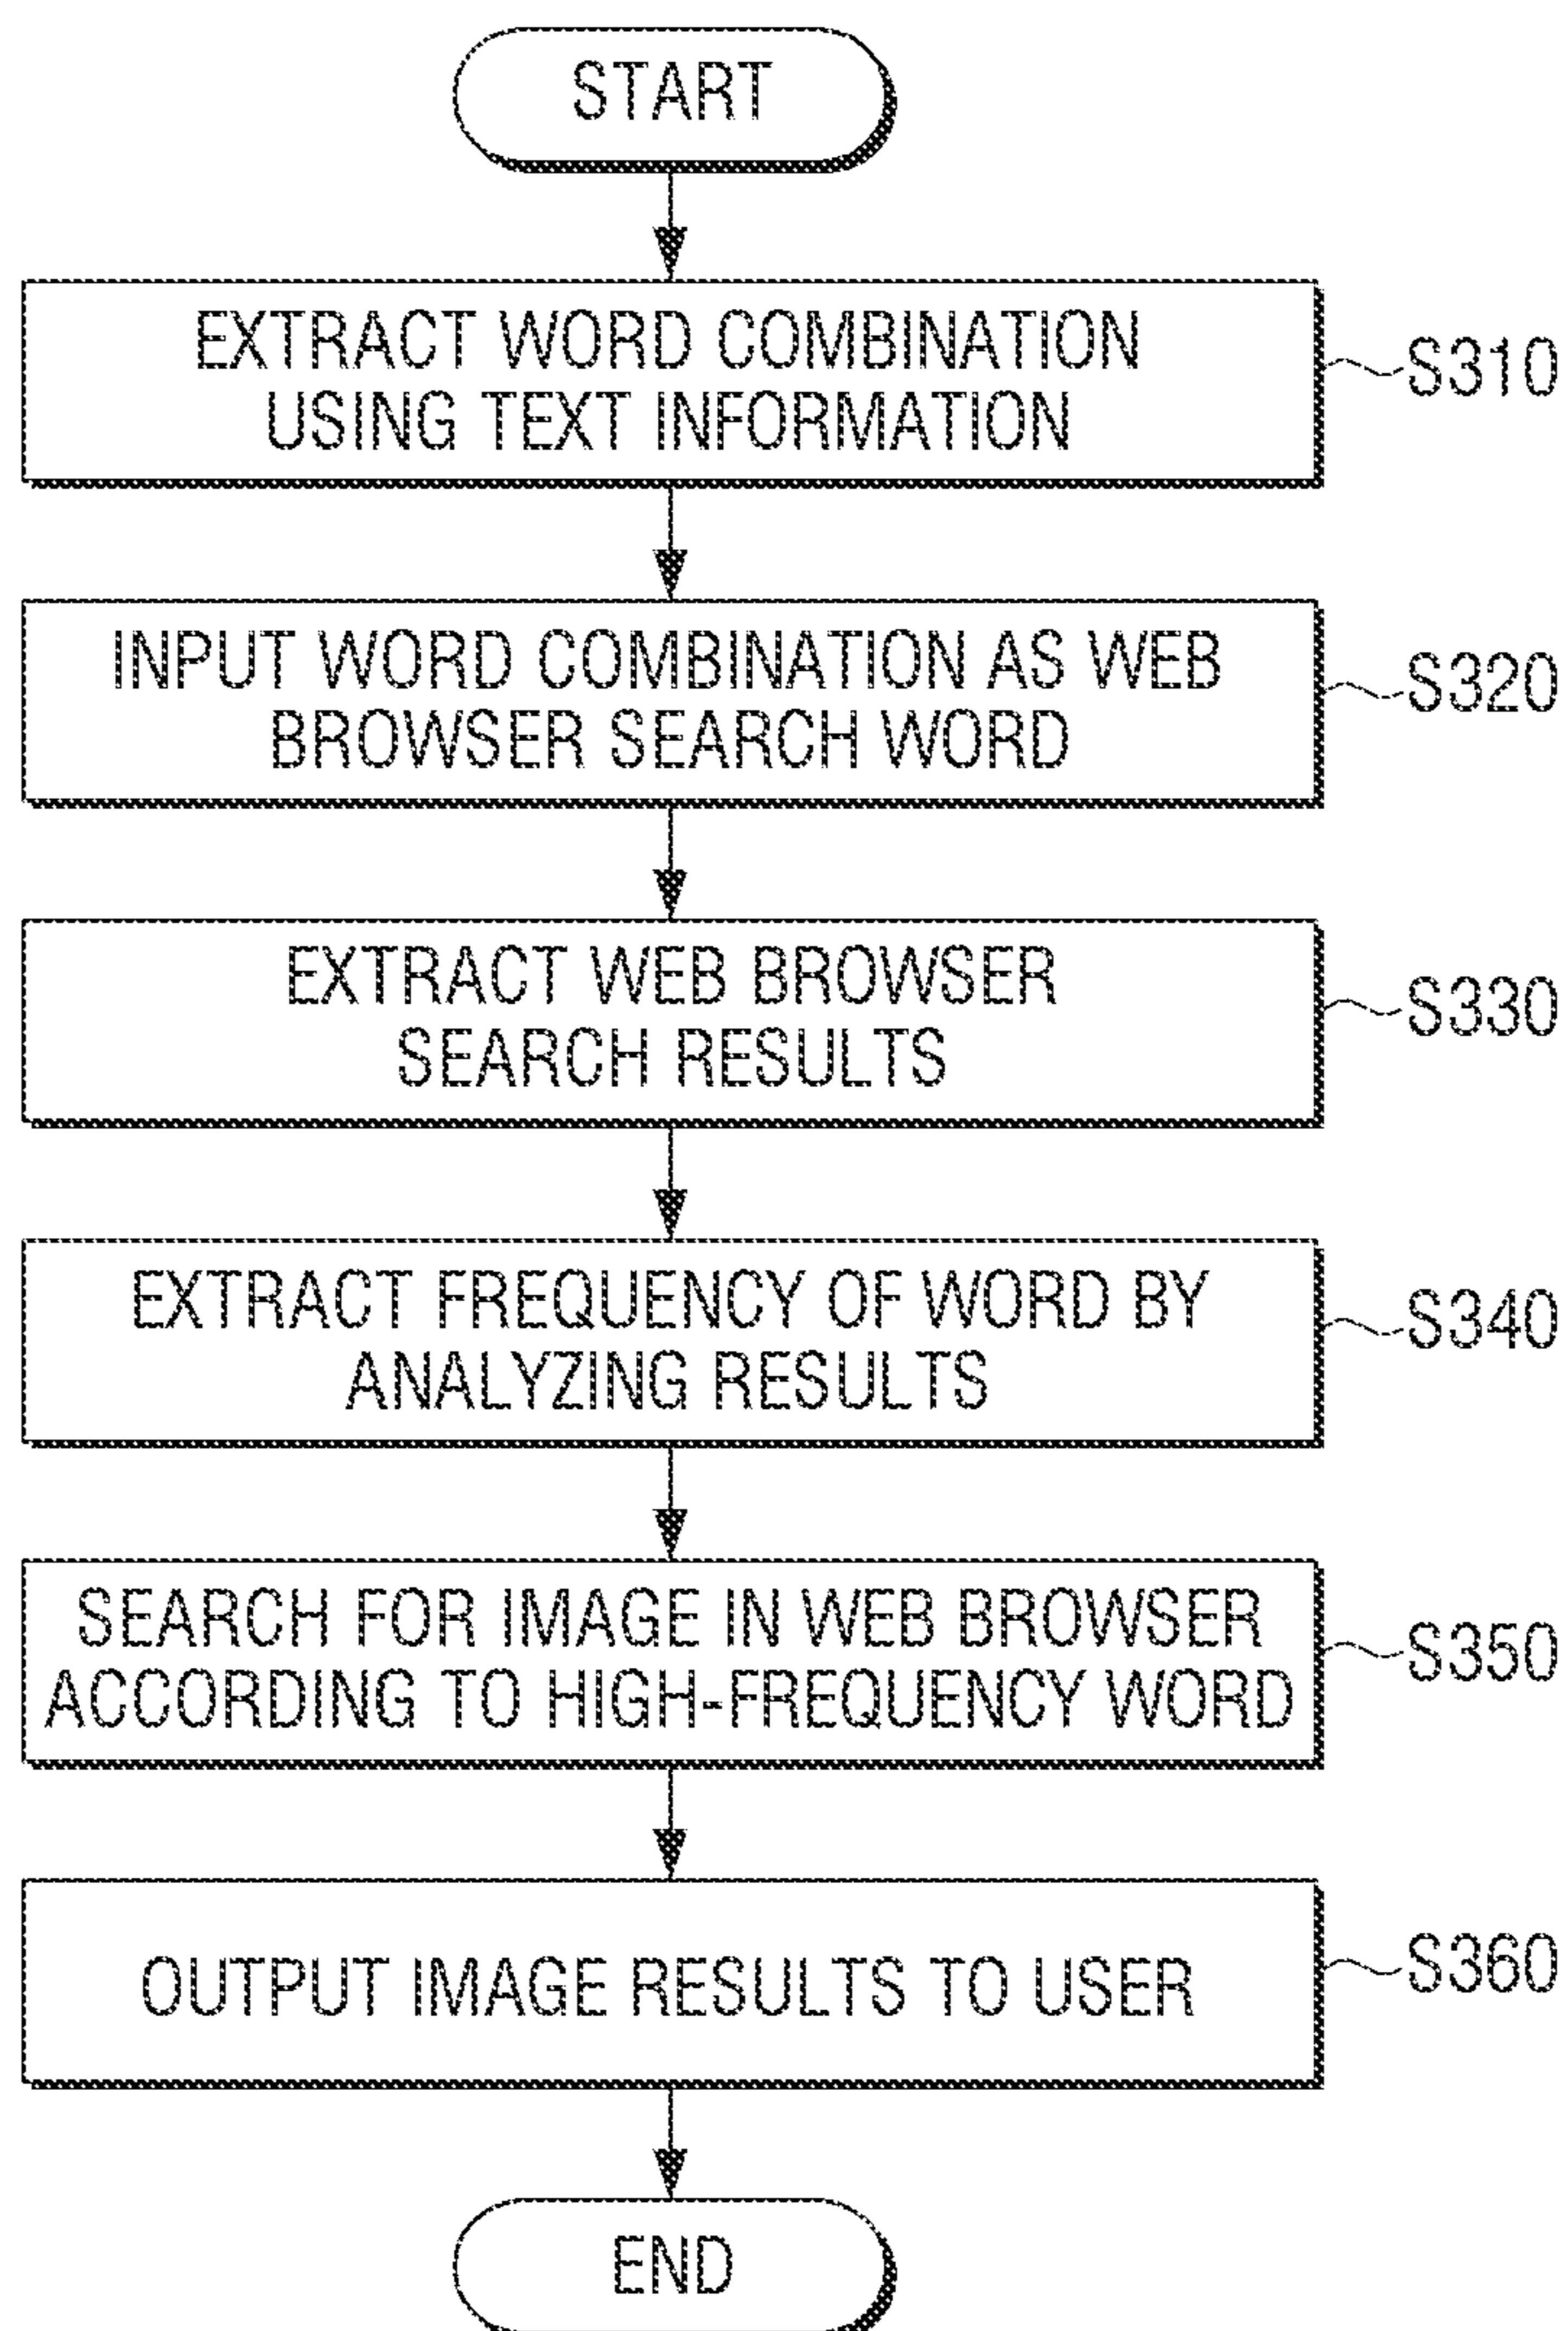 START
EXTRACT WORD COMBINATION
USING TEXT INFORMATION
S310
INPUT WORD COMBINATION AS WEB
BROWSER SEARCH WORD
S320
EXTRACT WEB BROWSER
SEARCH RESULTS
S330
EXTRACT FREQUENCY OF WORD BY
ANALYZING RESULTS
S340
SEARCH FOR IMAGE IN WEB BROWSER
ACCORDING TO HIGH-FREQUENCY WORD
S350
OUTPUT IMAGE RESULTS TO USER
S360
END